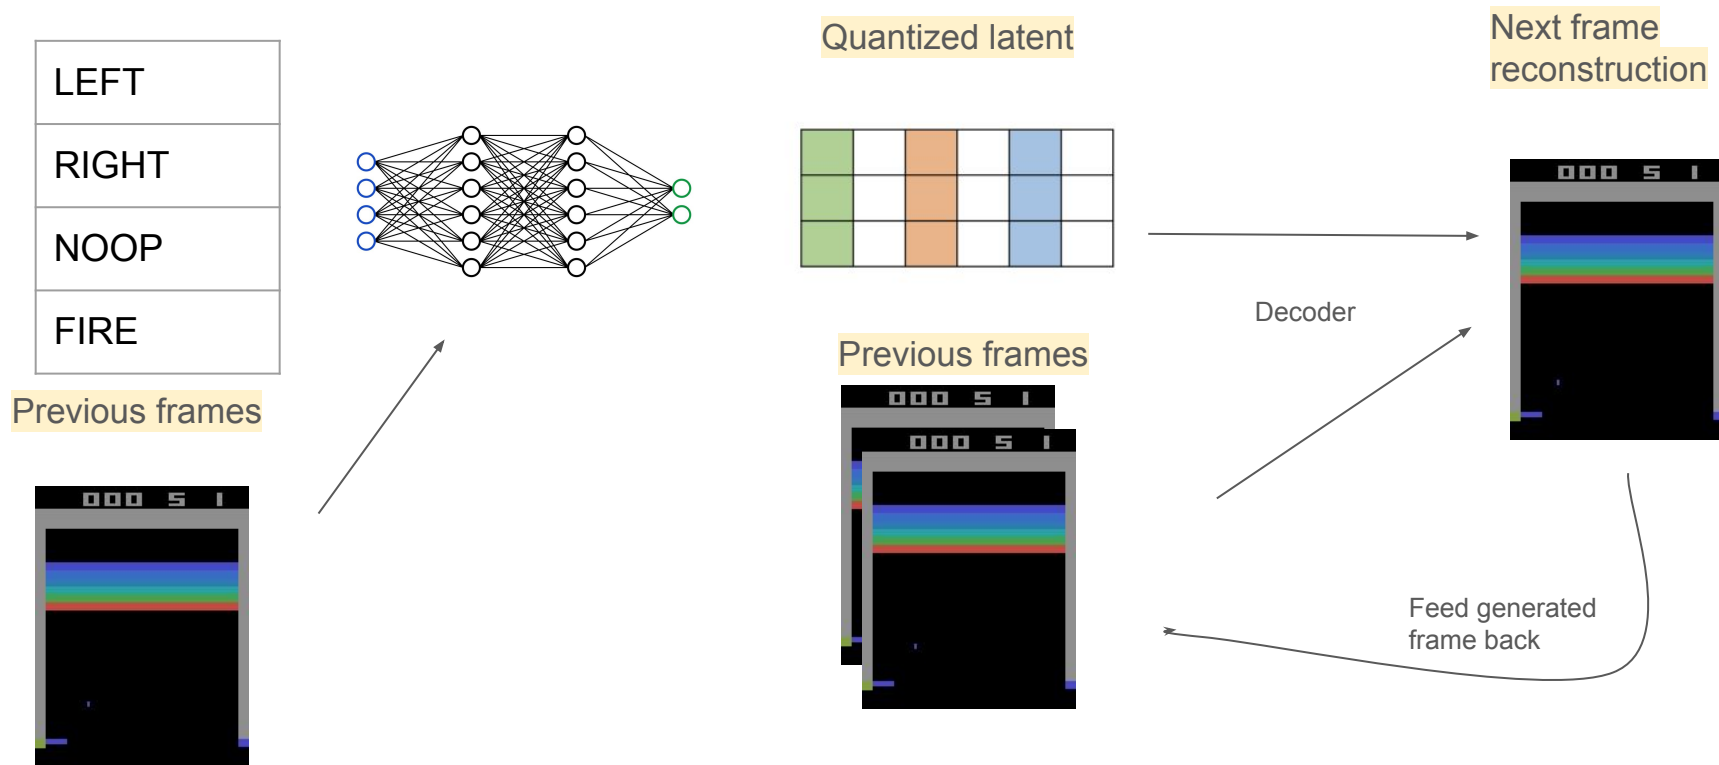 LEFT
RIGHT
NOOP
FIRE
Previous frames
000 5 1
Quantized latent
Previous frames
000 5 1
000 5 1
Decoder
Next frame
reconstruction
000 5 1
Feed generated
frame back